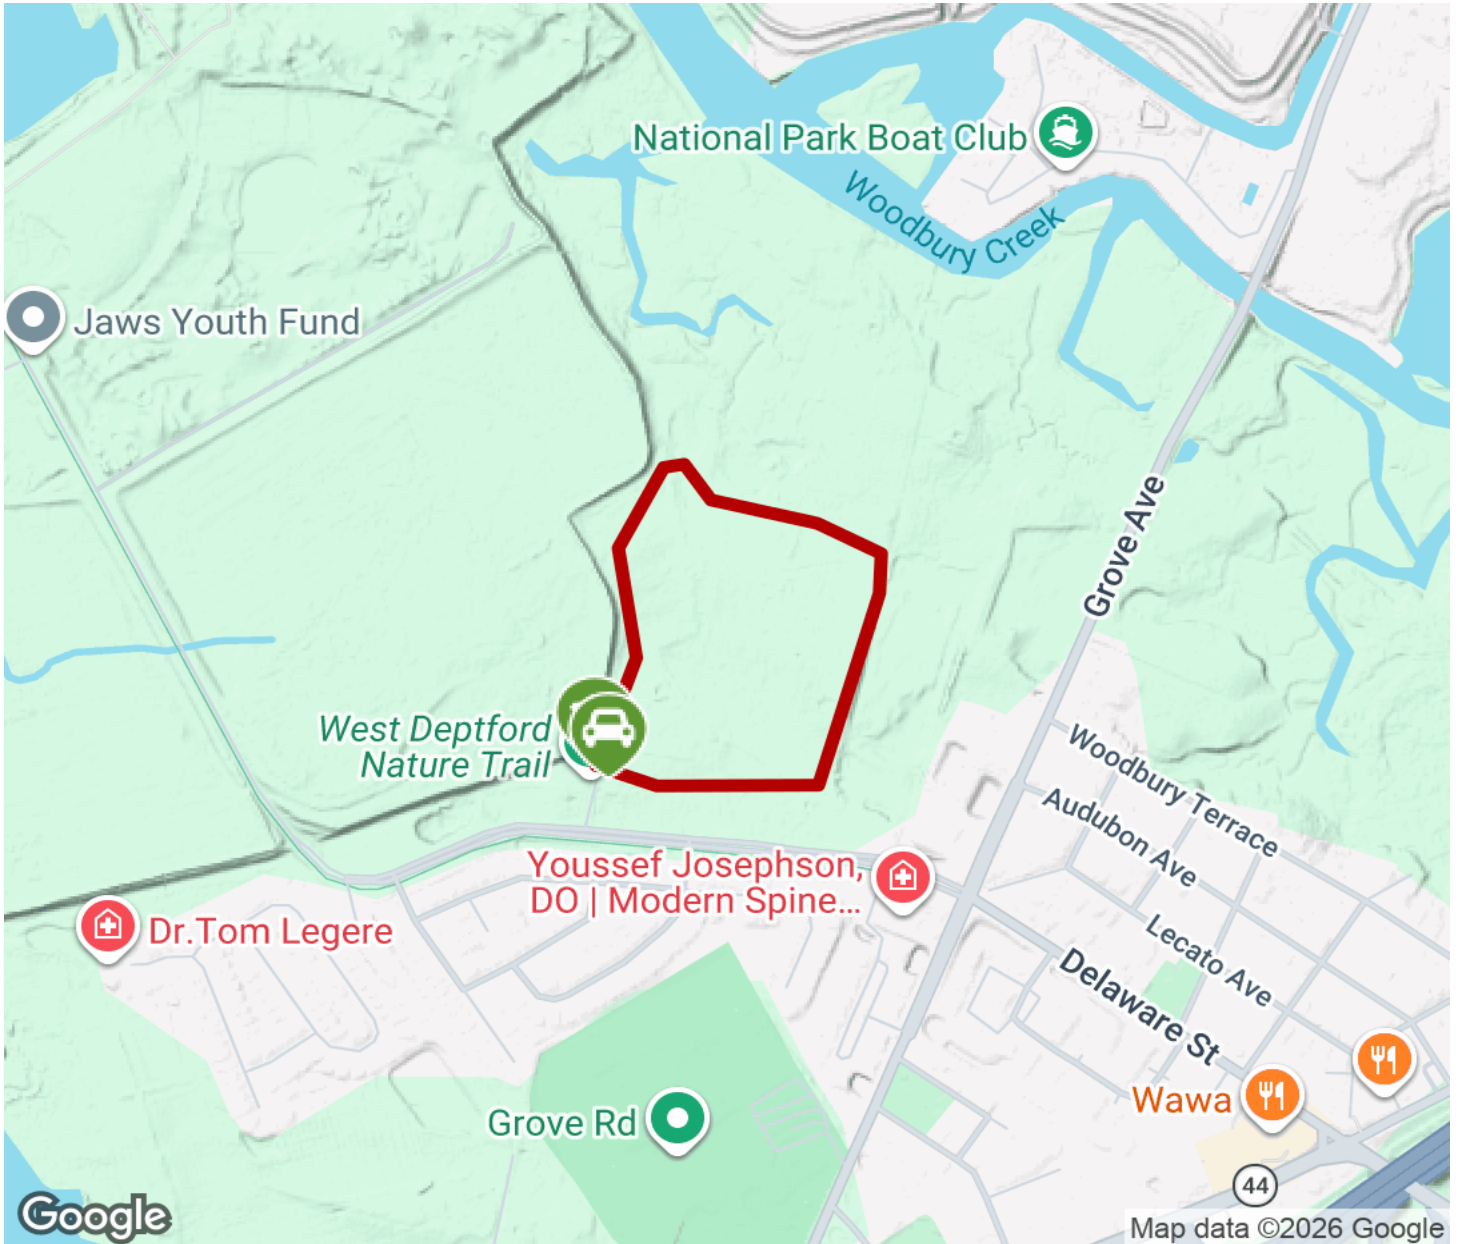 National Park Boat Club
Woodbury Creek
Jaws Youth Fund
Grove Ave
West Deptford
Nature Trail
Woodbury Terrace
Audubon Ave
Youssef Josephson,
DO | Modern Spine...
Dr.Tom Legere
Lecato Ave
Delaware St
Wawa
Grove Rd
44
Google
Map data ©2026 Google